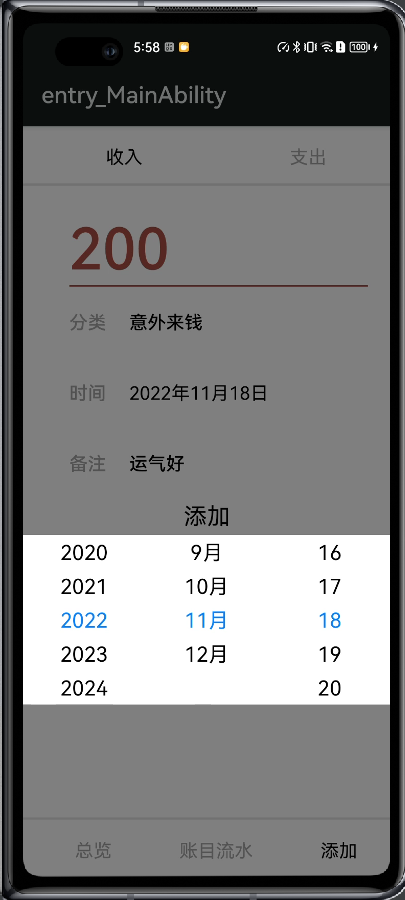 5:58 100
entry_MainAbility
收入 支出
200
分类 意外来钱
时间 2022年11月18日
备注 运气好
添加
2020 9月 16
2021 10月 17
2022 11月 18
2023 12月 19
2024 20
总览 账目流水 添加